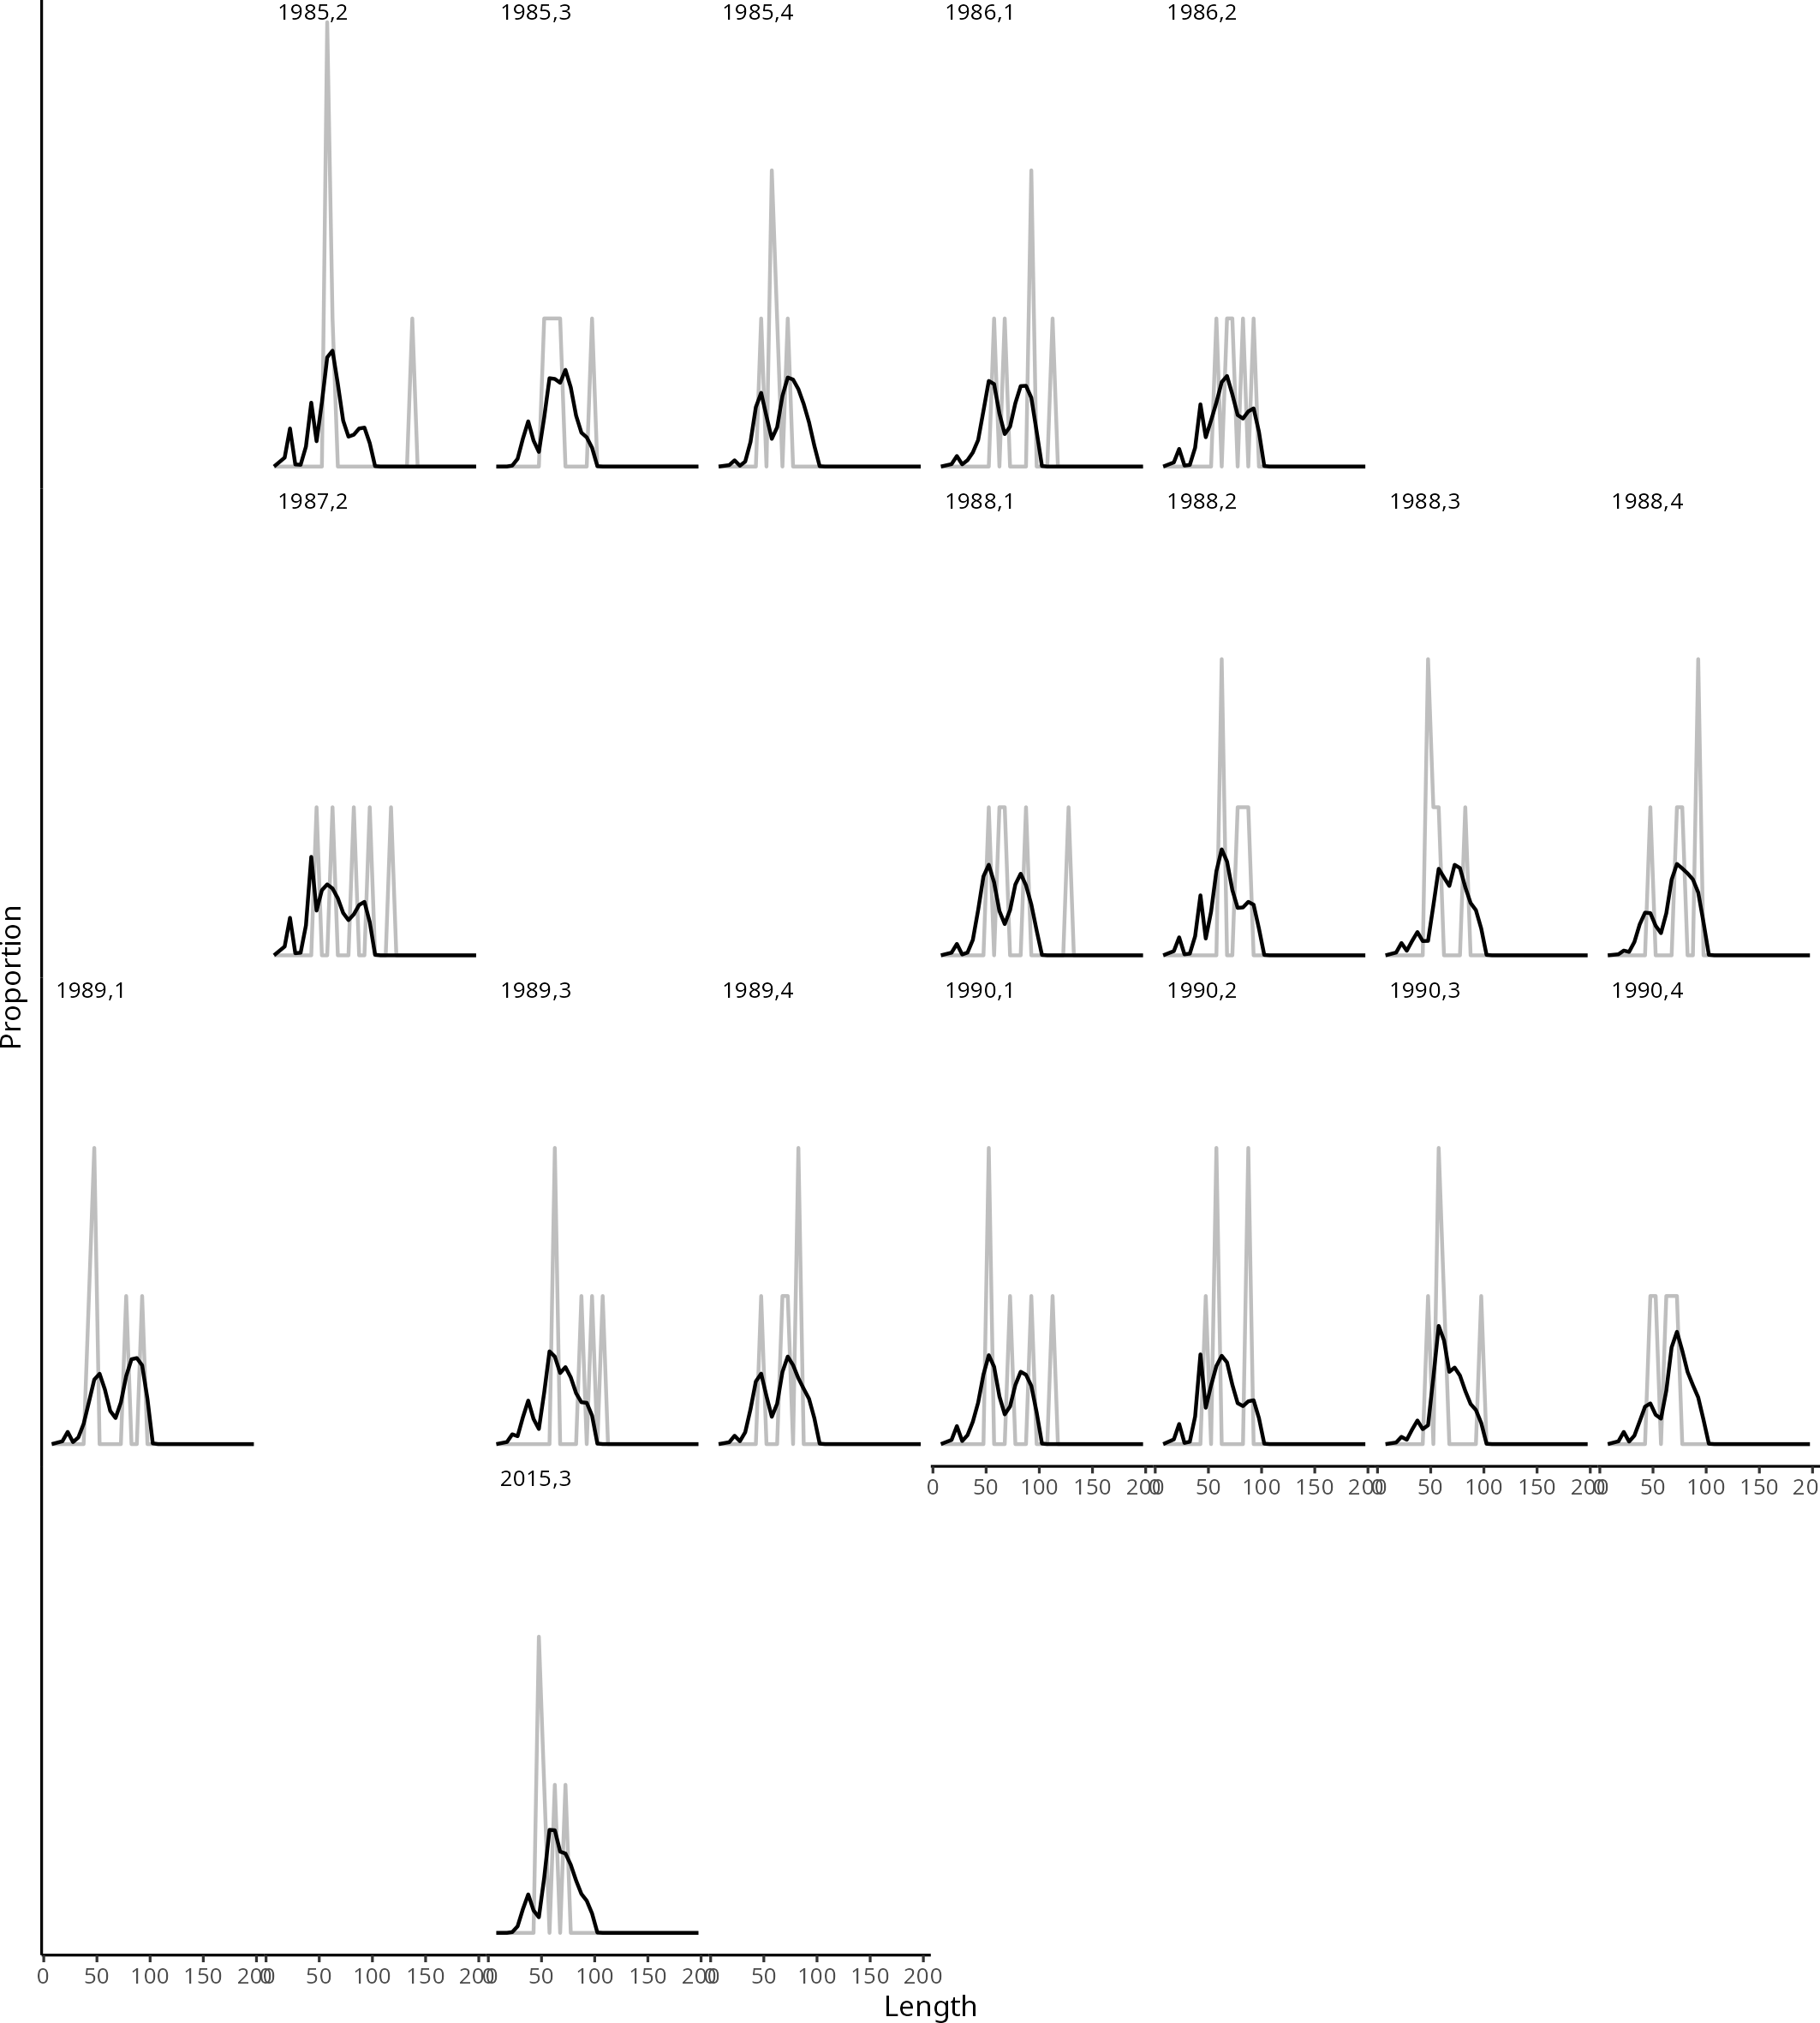 1985,2 1985,3 1985,4 1986,1 1986,2
1987,2 1988,1 1988,2 1988,3 1988,4
Proportion
1989,1 1989,3 1989,4 1990,1 1990,2 1990,3 1990,4
2015,3
0 50 100 150 200 0 50 100 150 200 0 50 100 150 200 0 50 100 150 20
0 50 100 150 200 0 50 100 150 200 0 50 100 150 200 0 50 100 150 200
Length